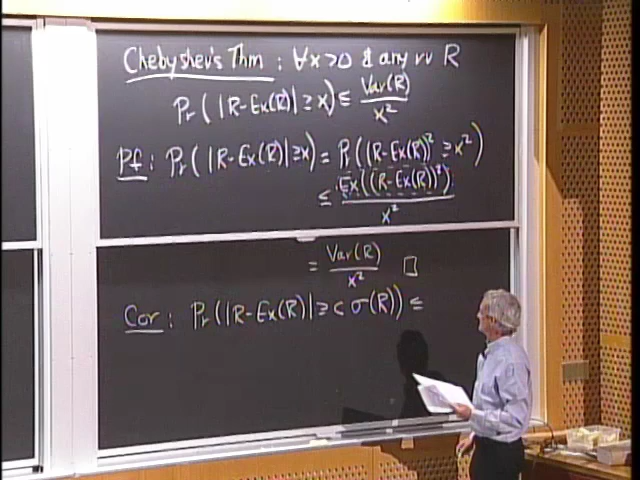 Chebyshev's Thm : ∀x>0 & any rv R
Pr( |R-Ex(R)| ≥ x) ≤ Var(R)/x²
Pf : Pr( |R-Ex(R)| ≥x) = Pr( (R-Ex(R))² ≥ x² )
≤ Ex( (R-Ex(R))² )/x²
= Var(R)/x² □
Cor : Pr( |R-Ex(R)| ≥ c σ(R)) ≤